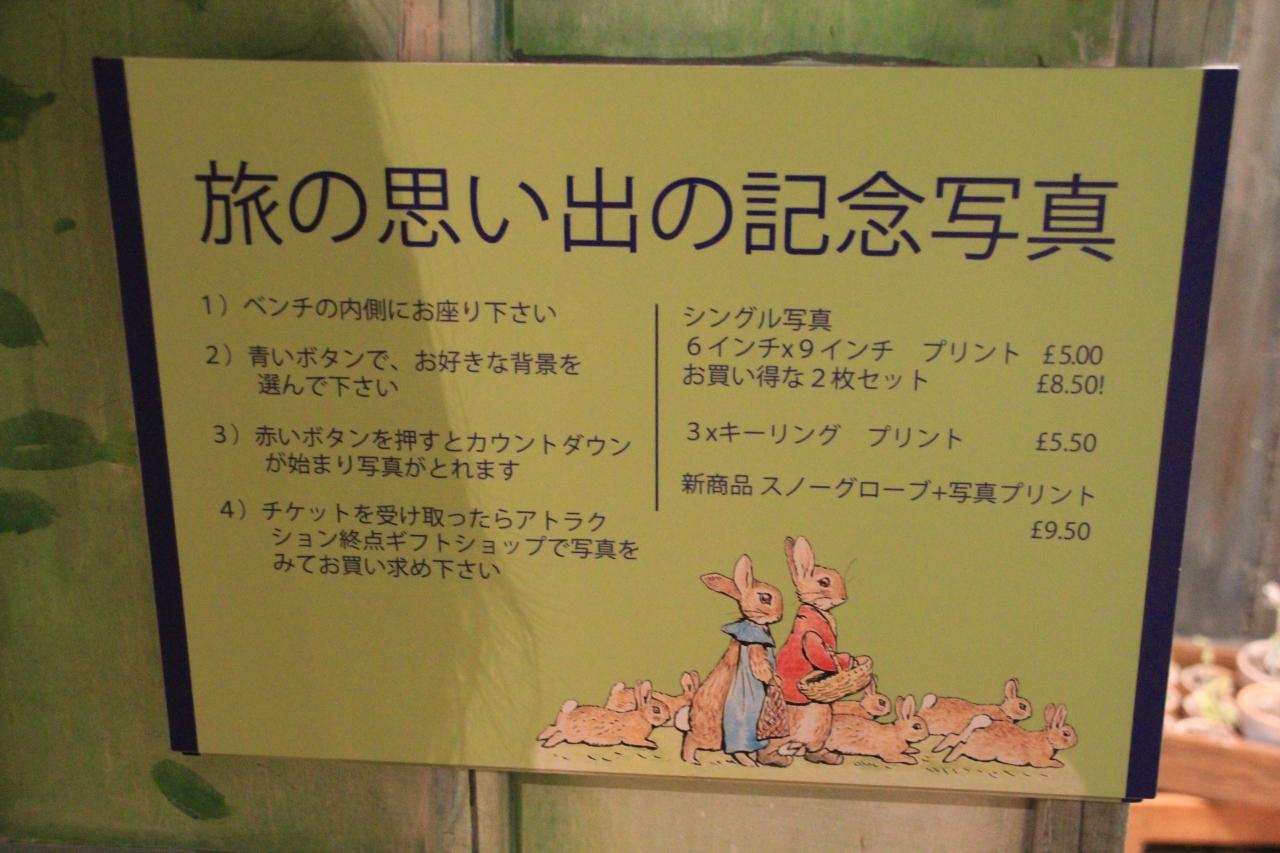 旅の思い出の記念写真
1）ベンチの内側にお座り下さい
2）青いボタンで、お好きな背景を
選んで下さい
3）赤いボタンを押すとカウントダウン
が始まり写真がとれます
4）チケットを受け取ったらアトラク
ション終点ギフトショップで写真を
みてお買い求め下さい
シングル写真
６インチx９インチ　プリント £5.00
お買い得な２枚セット £8.50!
３xキーリング　プリント £5.50
新商品 スノーグローブ+写真プリント
£9.50